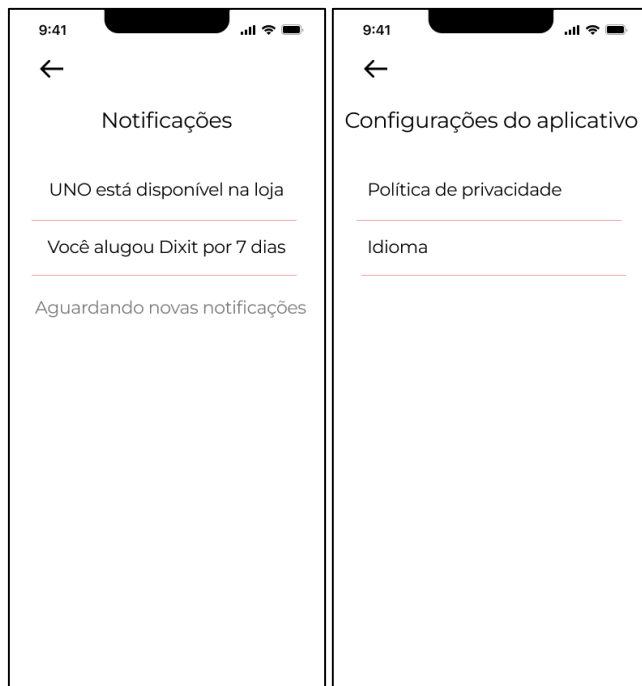 9:41
Notificações
UNO está disponível na loja
Você alugou Dixit por 7 dias
Aguardando novas notificações
9:41
Configurações do aplicativo
Política de privacidade
Idioma